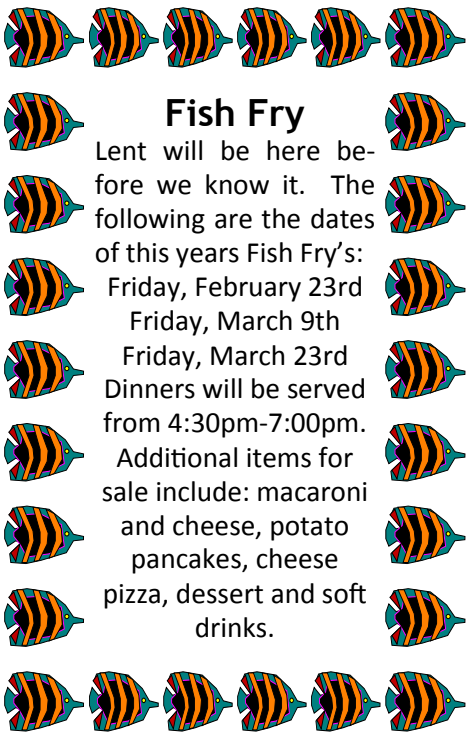 Fish Fry
Lent will be here be-
fore we know it. The
following are the dates
of this years Fish Fry's:
Friday, February 23rd
Friday, March 9th
Friday, March 23rd
Dinners will be served
from 4:30pm-7:00pm.
Additional items for
sale include: macaroni
and cheese, potato
pancakes, cheese
pizza, dessert and soft
drinks.